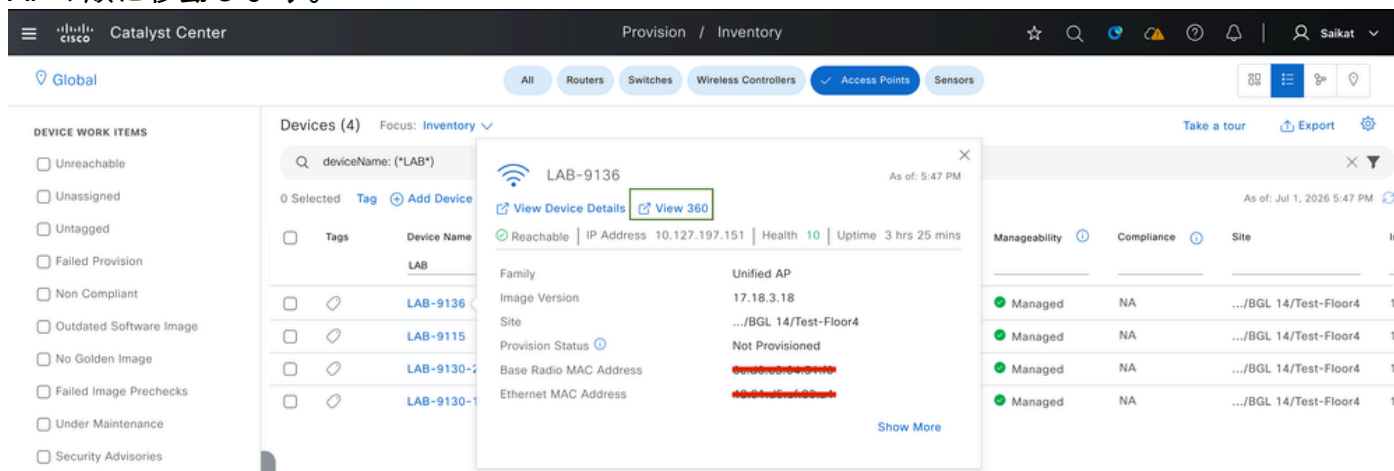 cisco Catalyst Center
Provision / Inventory
Saikat
Global
All Routers Switches Wireless Controllers Access Points Sensors
DEVICE WORK ITEMS
Unreachable
Unassigned
Untagged
Failed Provision
Non Compliant
Outdated Software Image
No Golden Image
Failed Image Prechecks
Under Maintenance
Security Advisories
Devices (4) Focus: Inventory
Take a tour Export
deviceName: (*LAB*)
0 Selected Tag Add Device
As of: Jul 1, 2026 5:47 PM
Tags Device Name Manageability Compliance Site
LAB
LAB-9136 Managed NA .../BGL 14/Test-Floor4
LAB-9115 Managed NA .../BGL 14/Test-Floor4
LAB-9130-2 Managed NA .../BGL 14/Test-Floor4
LAB-9130-1 Managed NA .../BGL 14/Test-Floor4
LAB-9136
As of: 5:47 PM
View Device Details View 360
Reachable | IP Address 10.127.197.151 | Health 10 | Uptime 3 hrs 25 mins
Family Unified AP
Image Version 17.18.3.18
Site .../BGL 14/Test-Floor4
Provision Status Not Provisioned
Base Radio MAC Address
Ethernet MAC Address
Show More